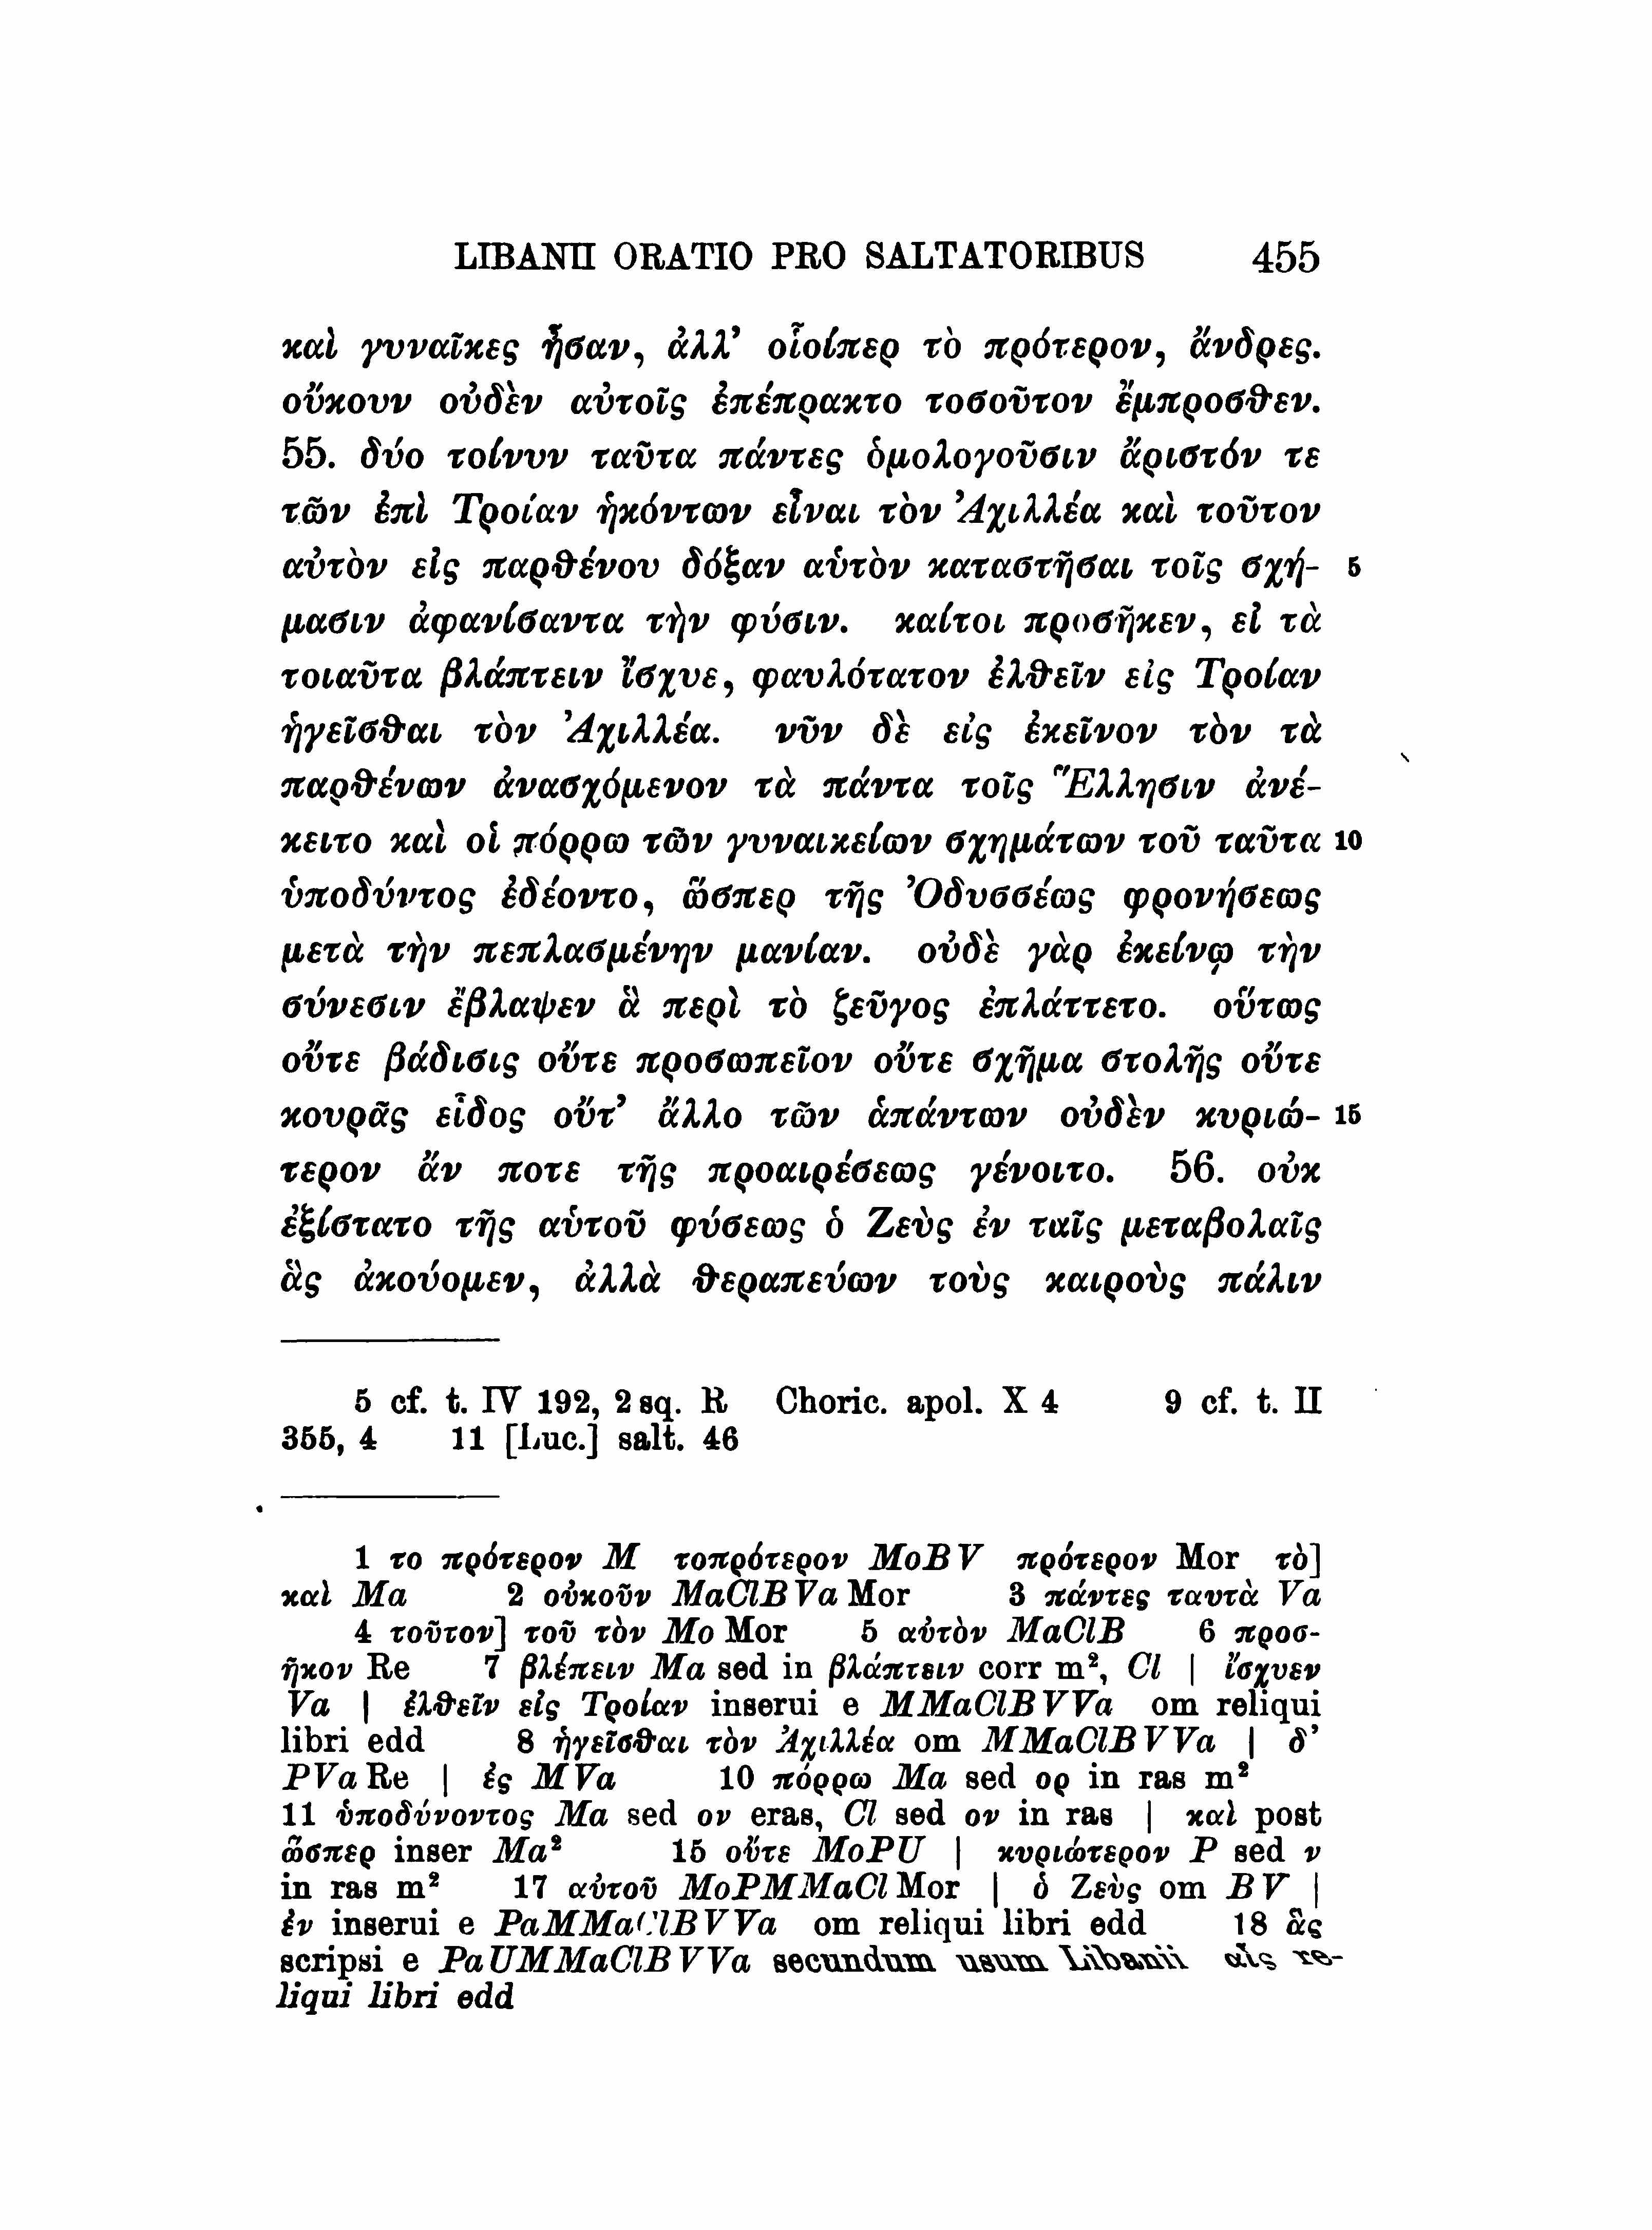 LIBANII ORATIO PRO SALTATORIBUS 455
καὶ γυναῖκες ἦσαν, ἀλλ’ οἷοίπερ τὸ πρότερον, ἄνδρες.
οὔκουν οὐδὲν αὐτοῖς ἐπέπρακτο τοσοῦτον ἔμπροσθεν.
55. δύο τοίνυν ταῦτα πάντες ὁμολογοῦσιν ἄριστόν τε
τῶν ἐπὶ Τροίαν ἡκόντων εἶναι τὸν Ἀχιλλέα καὶ τοῦτον
αὐτὸν εἰς παρθένου δόξαν αὑτὸν καταστῆσαι τοῖς σχή- 5
μασιν ἀφανίσαντα τὴν φύσιν. καίτοι προσῆκεν, εἰ τὰ
τοιαῦτα βλάπτειν ἴσχυε, φαυλότατον ἐλθεῖν εἰς Τροίαν
ἡγεῖσθαι τὸν Ἀχιλλέα. νῦν δὲ εἰς ἐκεῖνον τὸν τὰ
παρθένων ἀνασχόμενον τὰ πάντα τοῖς Ἕλλησιν ἀνέ-
κειτο καὶ οἱ πόρρω τῶν γυναικείων σχημάτων τοῦ ταῦτα 10
ὑποδύντος ἐδέοντο, ὥσπερ τῆς Ὀδυσσέως φρονήσεως
μετὰ τὴν πεπλασμένην μανίαν. οὐδὲ γὰρ ἐκείνῳ τὴν
σύνεσιν ἔβλαψεν ἃ περὶ τὸ ζεῦγος ἐπλάττετο. οὕτως
οὔτε βάδισις οὔτε προσωπεῖον οὔτε σχῆμα στολῆς οὔτε
κουρᾶς εἶδος οὔτ’ ἄλλο τῶν ἁπάντων οὐδὲν κυριώ- 15
τερον ἄν ποτε τῆς προαιρέσεως γένοιτο. 56. οὐκ
ἐξίστατο τῆς αὑτοῦ φύσεως ὁ Ζεὺς ἐν ταῖς μεταβολαῖς
ἃς ἀκούομεν, ἀλλὰ θεραπεύων τοὺς καιροὺς πάλιν
5 cf. t. IV 192, 2 sq. R Choric. apol. X 4 9 cf. t. II
355, 4 11 [Luc.] salt. 46
1 το πρότερον M τοπρότερον MoBV πρότερον Mor τὸ]
καὶ Ma 2 οὐκοῦν MaClBVa Mor 3 πάντες ταυτὰ Va
4 τοῦτον] τοῦ τὸν Mo Mor 5 αὐτὸν MaClB 6 προσ-
ῆκον Re 7 βλέπειν Ma sed in βλάπτειν corr m², Cl | ἴσχυεν
Va | ἐλθεῖν εἰς Τροίαν inserui e MMaClBVVa om reliqui
libri edd 8 ἡγεῖσθαι τὸν Ἀχιλλέα om MMaClBVVa | δ’
PVa Re | ἐς MVa 10 πόρρω Ma sed ορ in ras m²
11 ὑποδύνοντος Ma sed ον eras, Cl sed ον in ras | καὶ post
ὥσπερ inser Ma² 15 οὔτε MoPU | κυριώτερον P sed ν
in ras m² 17 αὐτοῦ MoPMMaCl Mor | ὁ Ζεὺς om BV |
ἐν inserui e PaMMaClBVVa om reliqui libri edd 18 ἃς
scripsi e PaUMMaClBVVa secundum usum Libanii αἷς re-
liqui libri edd